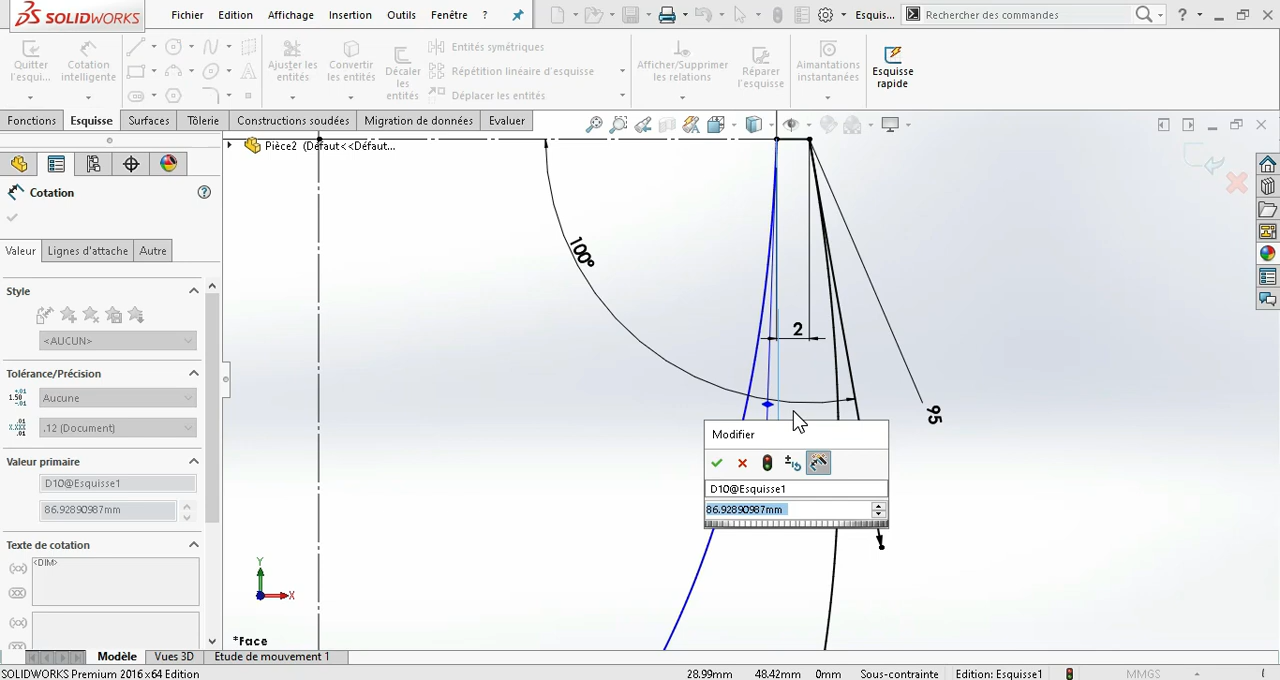 SOLIDWORKS
Fichier Edition Affichage Insertion Outils Fenêtre ?
Esquis...
Rechercher des commandes
?
Quitter l'esqui...
Cotation intelligente
Ajuster les entités
Convertir les entités
Décaler les entités
Entités symétriques
Répétition linéaire d'esquisse
Déplacer les entités
Afficher/Supprimer les relations
Réparer l'esquisse
Aimantations instantanées
Esquisse rapide
Fonctions Esquisse Surfaces Tôlerie Constructions soudées Migration de données Evaluer
Pièce2 (Défaut<<Défaut...
Cotation
Valeur Lignes d'attache Autre
Style
<AUCUN>
Tolérance/Précision
Aucune
.12 (Document)
Valeur primaire
D10@Esquisse1
86.92890987mm
Texte de cotation
<DIM>
100°
2
95
Modifier
D10@Esquisse1
86.92890987mm
Y
X
*Face
Modèle Vues 3D Etude de mouvement 1
SOLIDWORKS Premium 2016 x64 Edition
28.99mm 48.42mm 0mm Sous-contrainte Edition: Esquisse1 MMGS